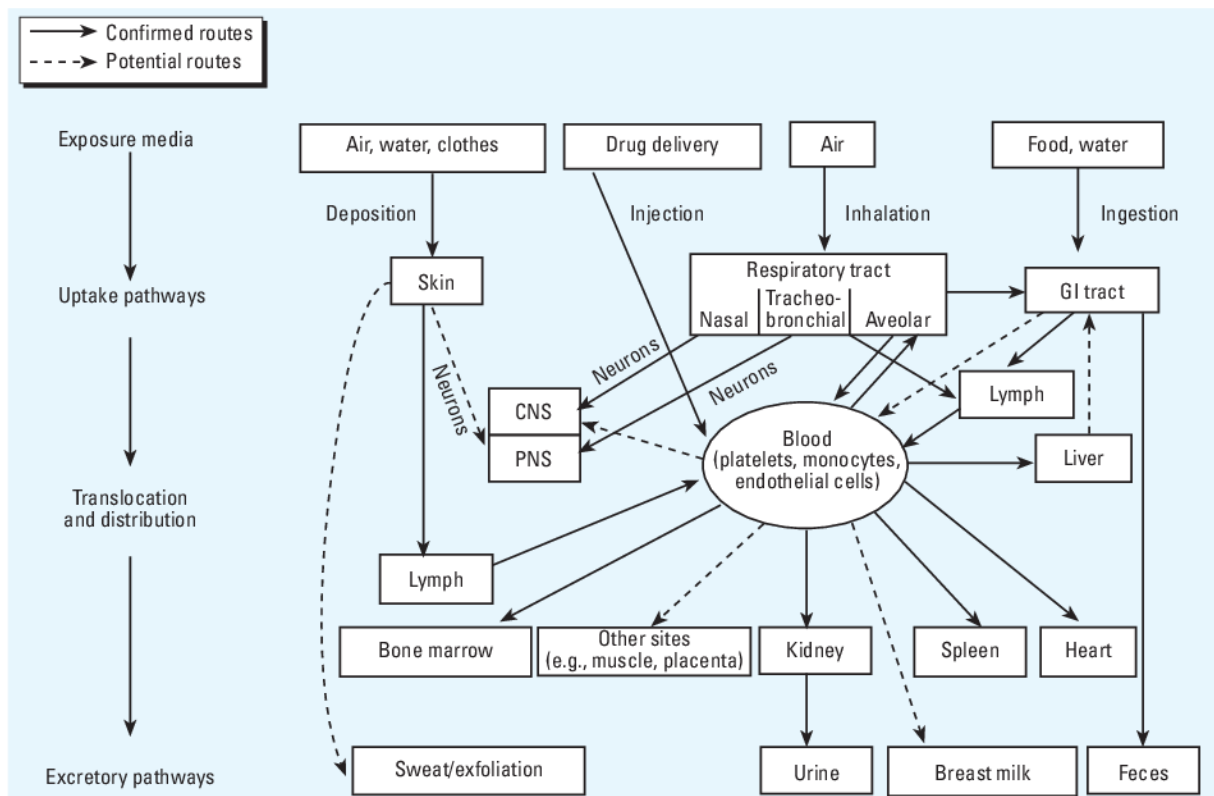 Confirmed routes
Potential routes
Exposure media
Air, water, clothes
Drug delivery
Air
Food, water
Deposition
Injection
Inhalation
Ingestion
Uptake pathways
Skin
Respiratory tract
Nasal
Tracheo-
bronchial
Aveolar
GI tract
Neurons
Neurons
Neurons
CNS
PNS
Lymph
Blood
(platelets, monocytes,
endothelial cells)
Liver
Translocation
and distribution
Lymph
Bone marrow
Other sites
(e.g., muscle, placenta)
Kidney
Spleen
Heart
Excretory pathways
Sweat/exfoliation
Urine
Breast milk
Feces